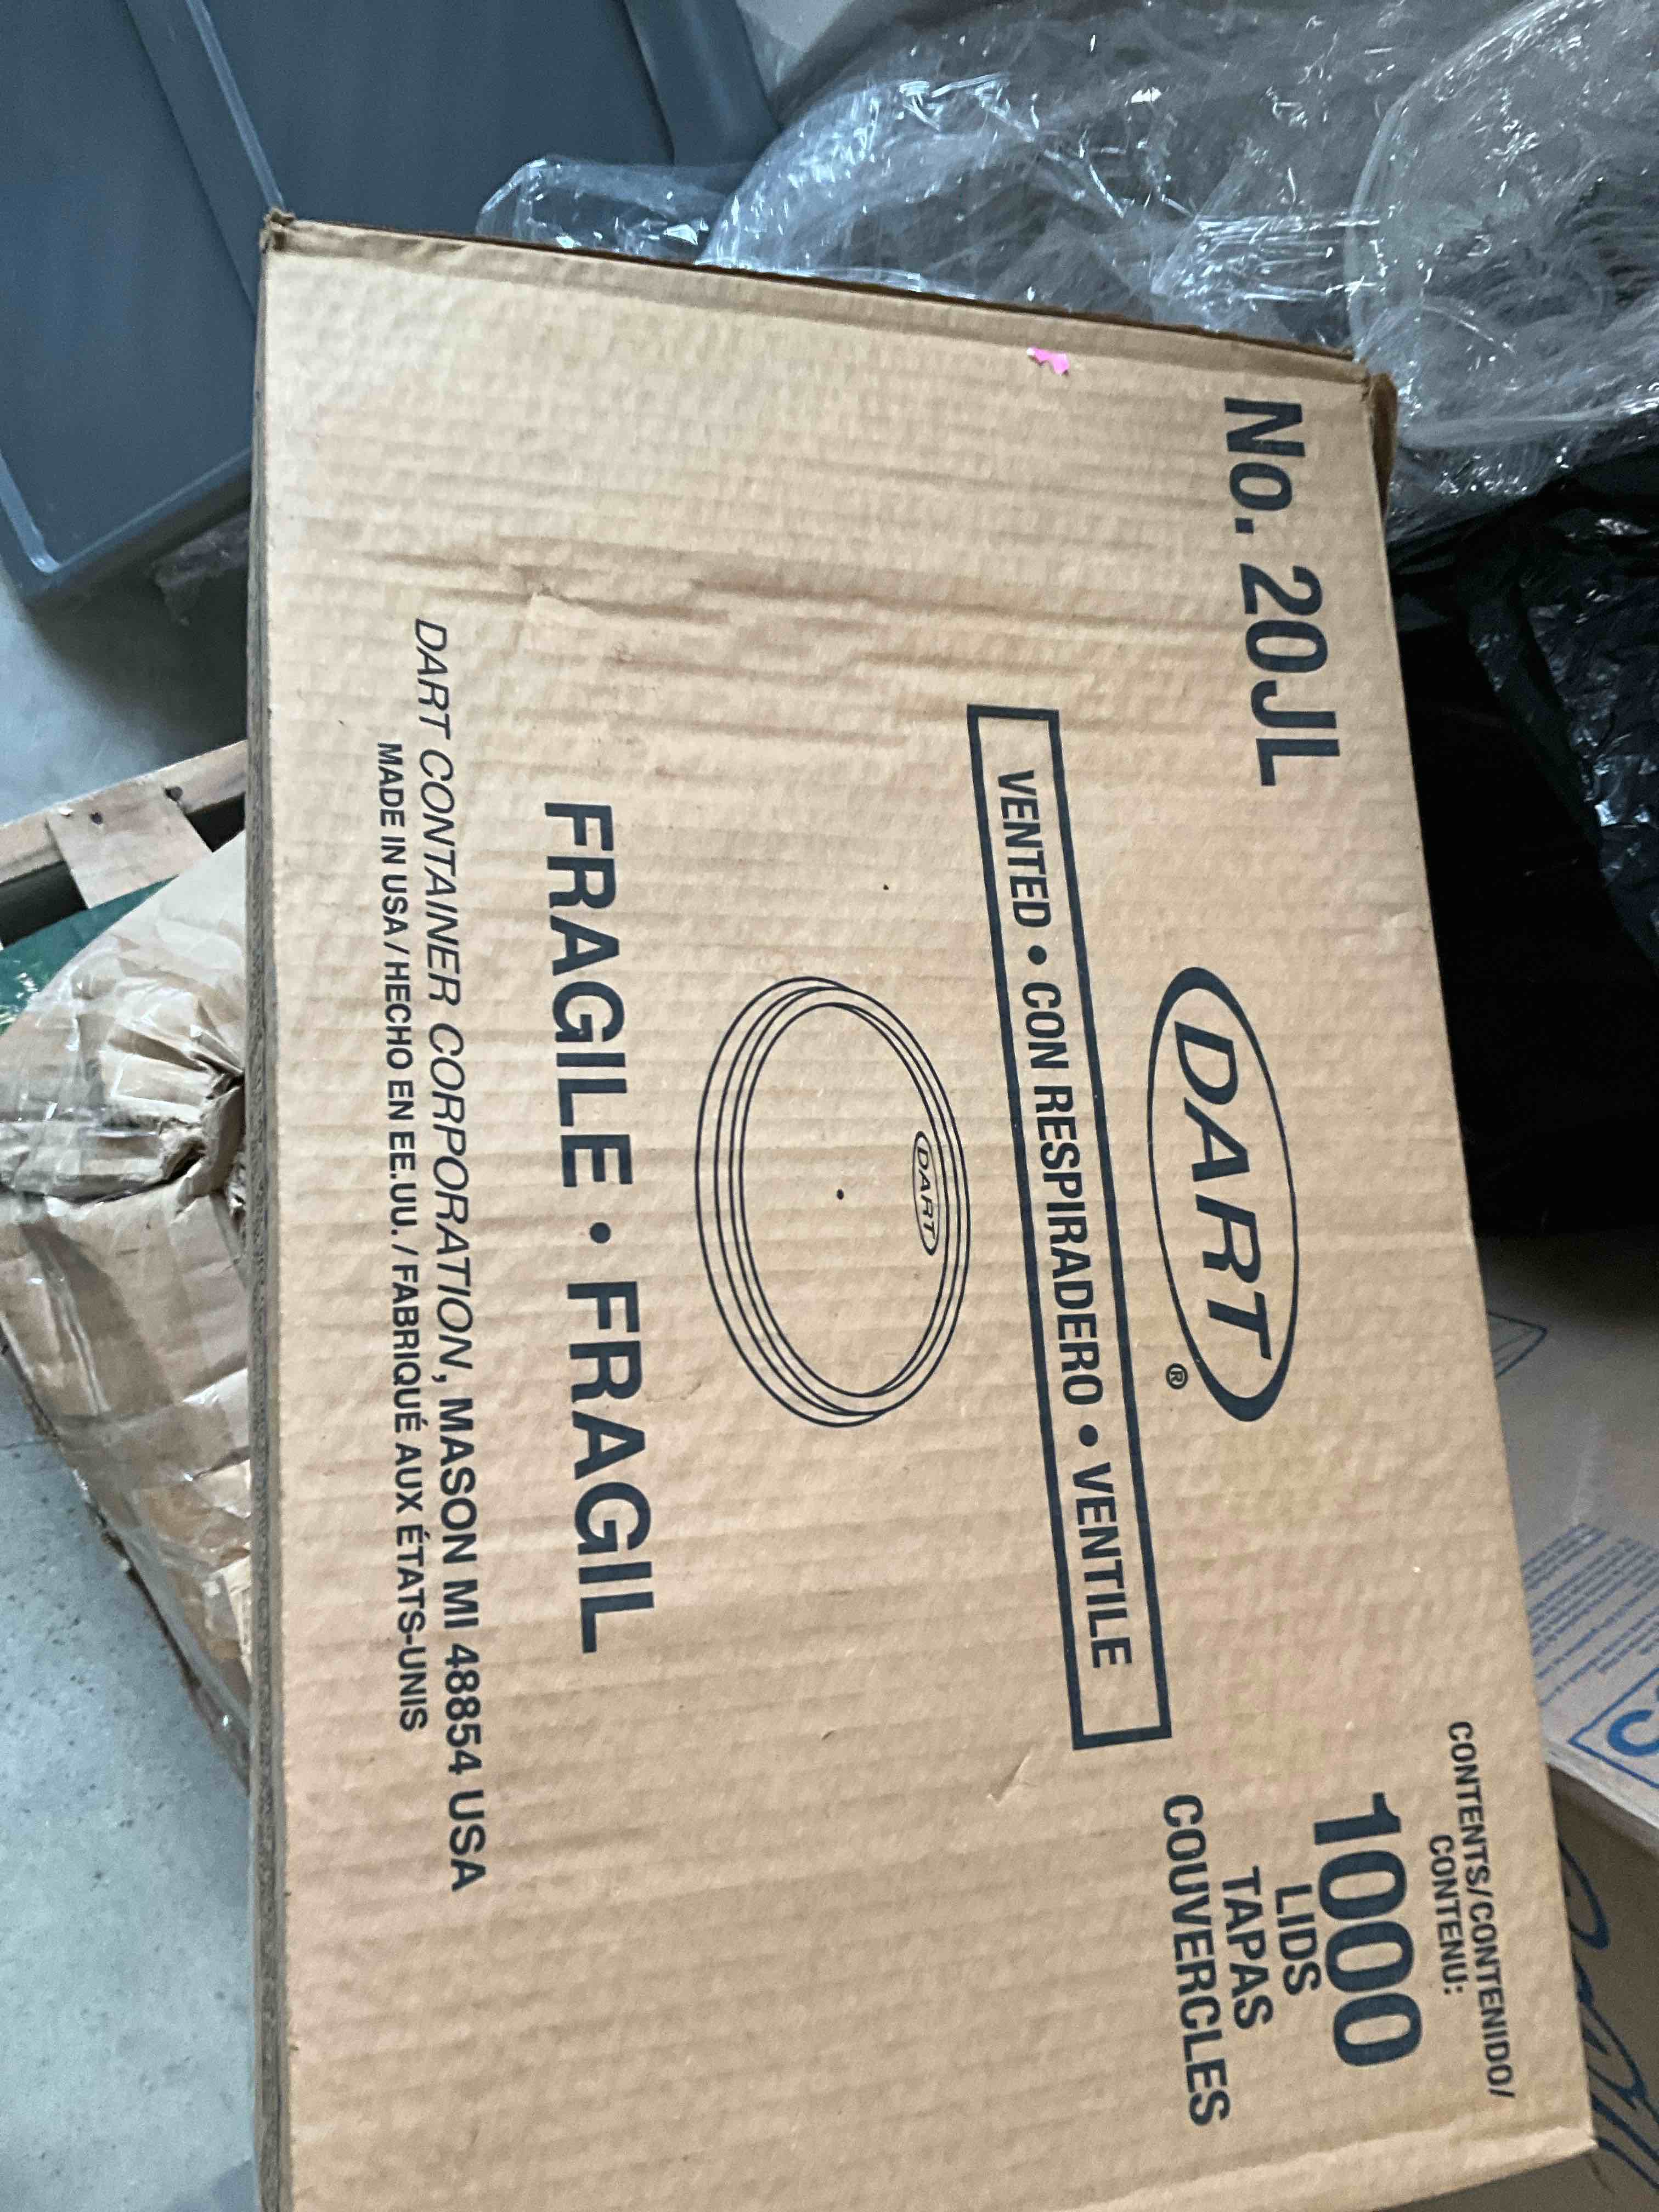 No. 20JL
DART®
CONTENTS/CONTENIDO/
CONTENU:
1000
LIDS
TAPAS
COUVERCLES
VENTED • CON RESPIRADERO • VENTILE
DART
FRAGILE • FRAGIL
DART CONTAINER CORPORATION, MASON MI 48854 USA
MADE IN USA / HECHO EN EE.UU. / FABRIQUÉ AUX ÉTATS-UNIS